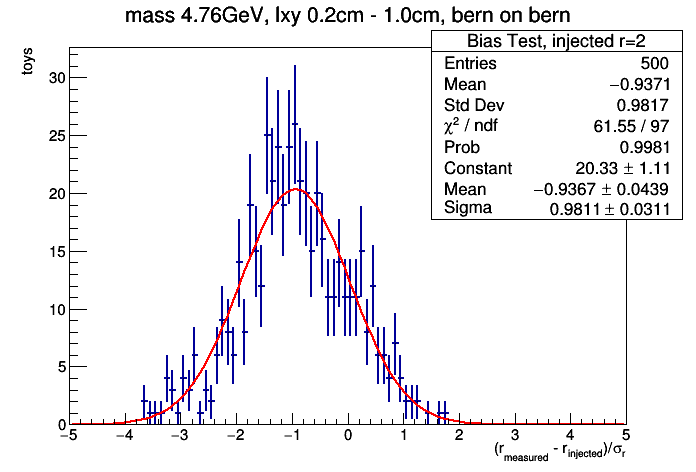 mass 4.76GeV, lxy 0.2cm - 1.0cm, bern on bern
Bias Test, injected r=2
Entries 500
Mean −0.9371
Std Dev 0.9817
χ² / ndf 61.55 / 97
Prob 0.9981
Constant 20.33 ± 1.11
Mean −0.9367 ± 0.0439
Sigma 0.9811 ± 0.0311
toys
30
25
20
15
10
5
0
−5 −4 −3 −2 −1 0 1 2 3 4 5
(r_measured - r_injected)/σ_r